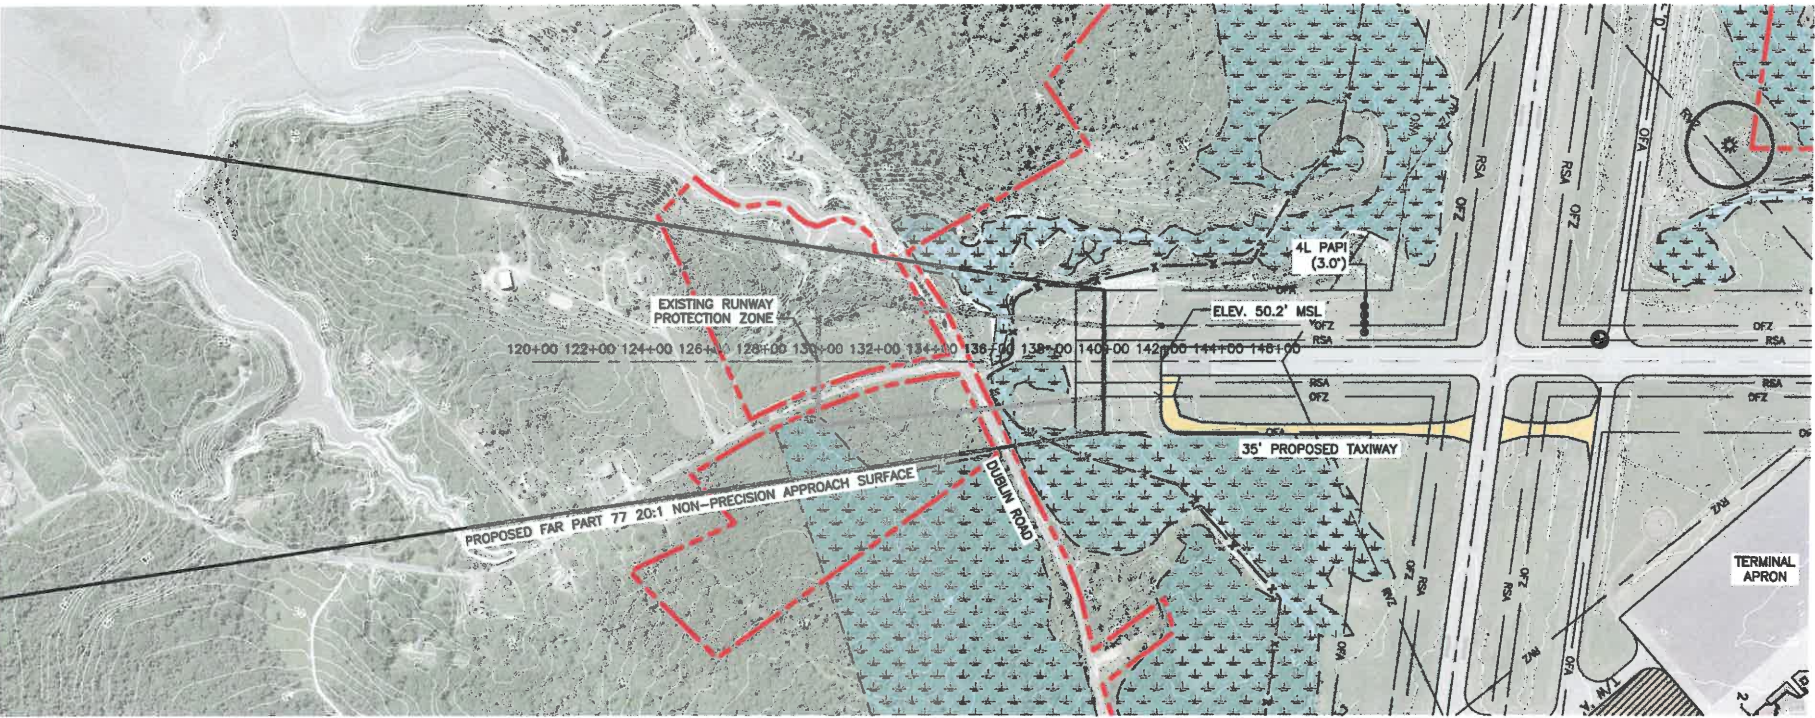 'D'
OFA
RSA
OFZ
RSA
OFZ
OFA
RVZ
4L PAPI
(3.0°)
OFA
EXISTING RUNWAY
PROTECTION ZONE
ELEV. 50.2' MSL
OFZ
RSA
OFZ
RSA
120+00 122+00 124+00 126+00 128+00 130+00 132+00 134+00 136+00 138+00 140+00 142+00 144+00 146+00
RSA
OFZ
RSA
OFZ
OFA
35' PROPOSED TAXIWAY
PROPOSED FAR PART 77 20:1 NON-PRECISION APPROACH SURFACE
DUBLIN ROAD
RVZ
TERMINAL
APRON
OFZ
RSA
RVZ
OFZ
RSA
OFA
RVZ
OFA
T/W 'A'
2